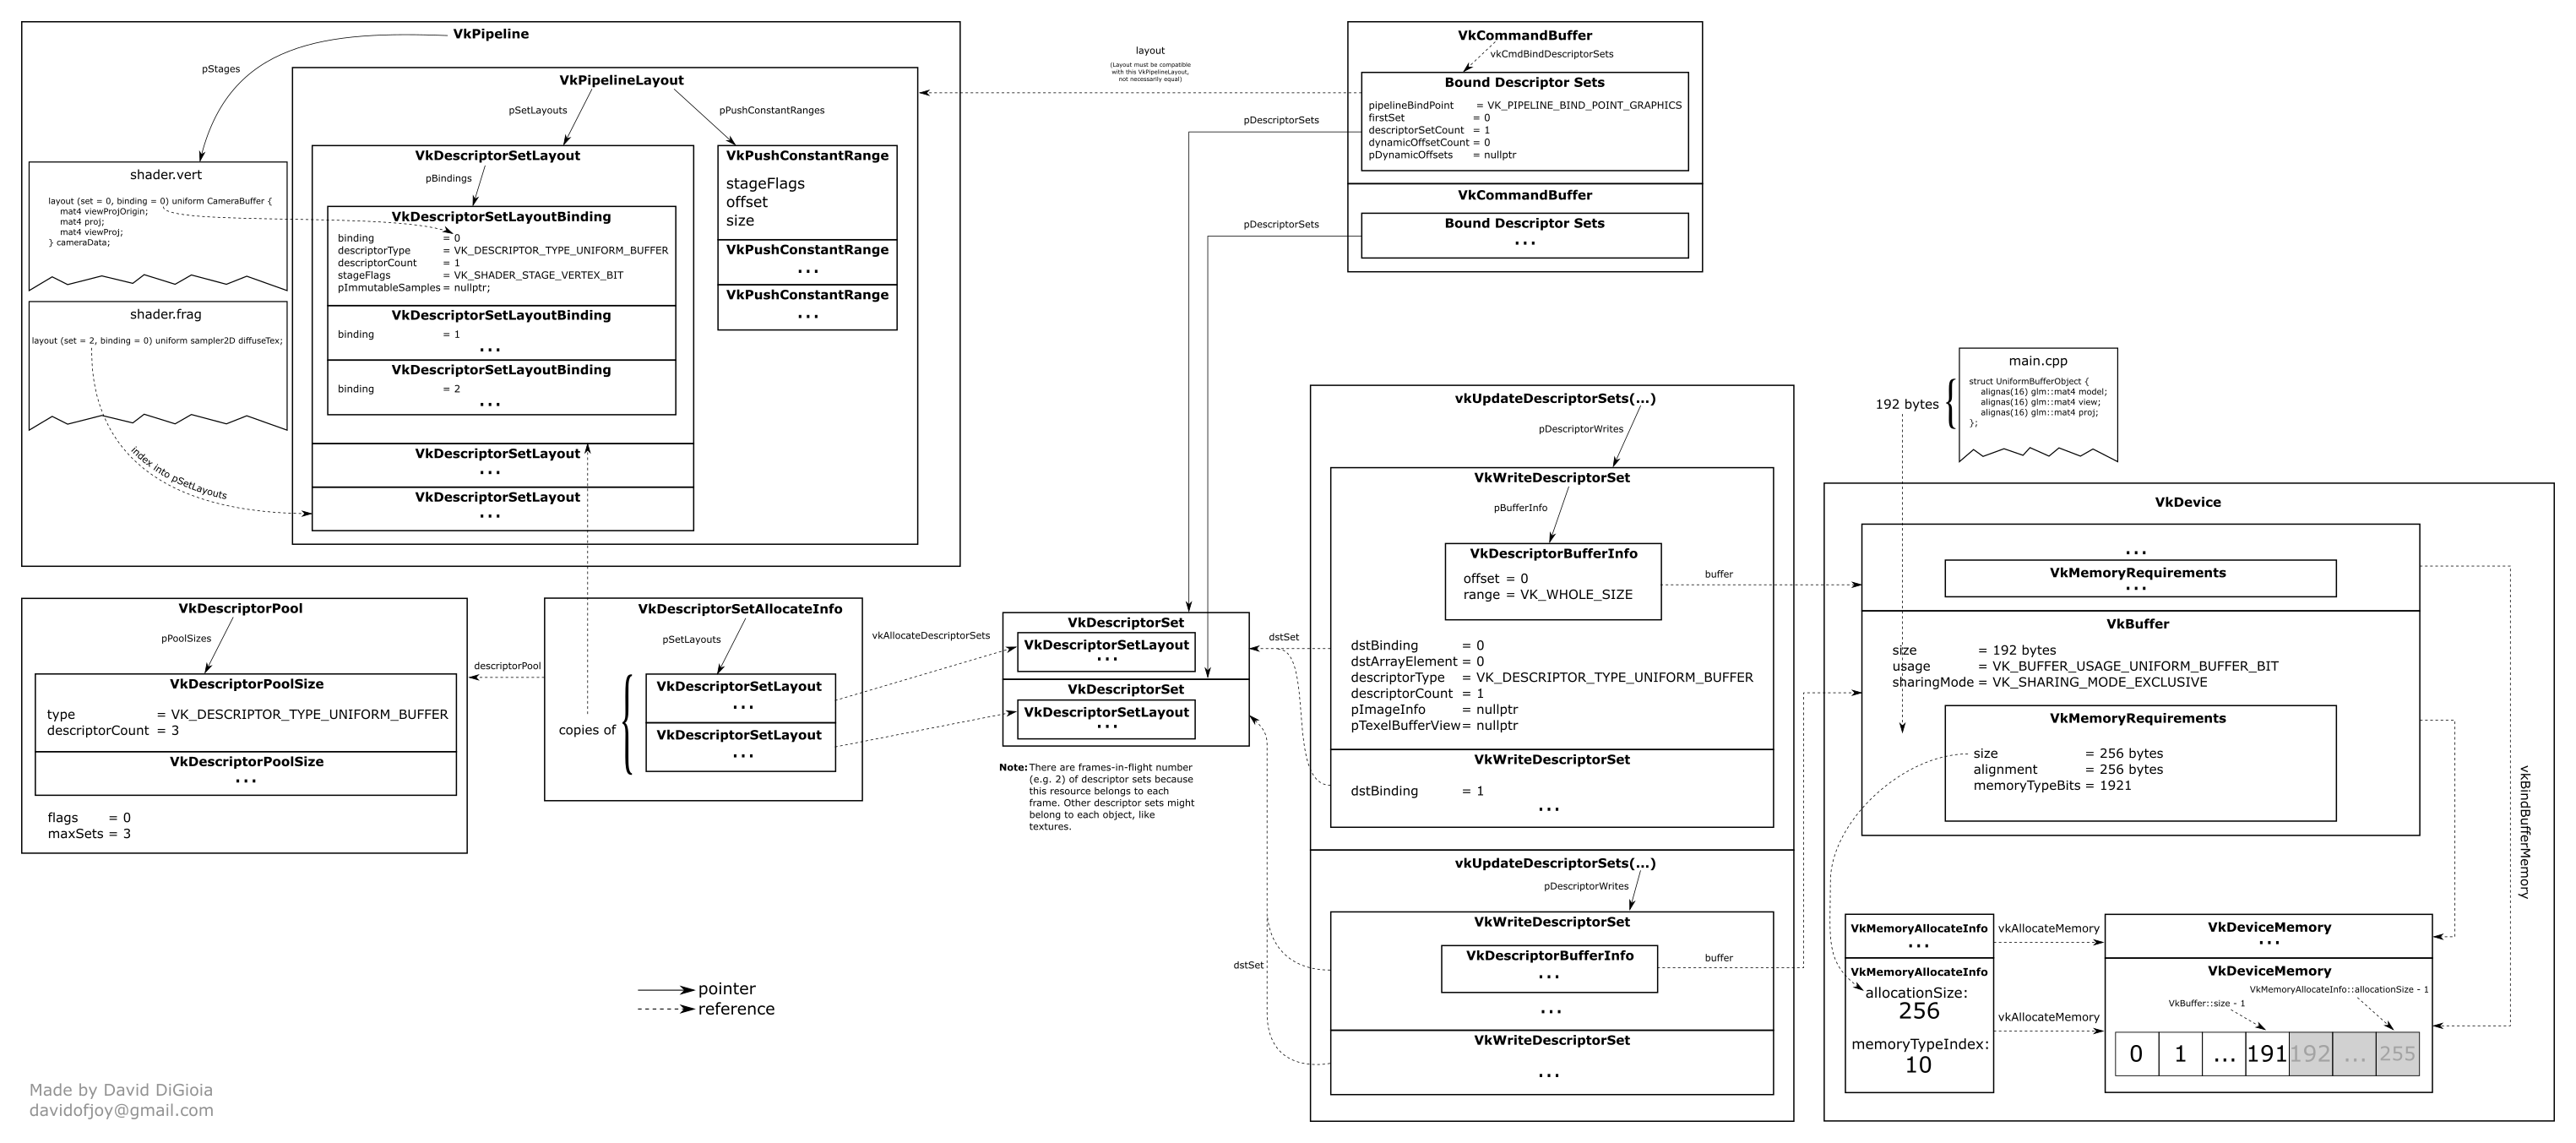 VkPipeline
pStages
VkPipelineLayout
pSetLayouts
pPushConstantRanges
shader.vert
layout (set = 0, binding = 0) uniform CameraBuffer {
mat4 viewProjOrigin;
mat4 proj;
mat4 viewProj;
} cameraData;
shader.frag
layout (set = 2, binding = 0) uniform sampler2D diffuseTex;
index into pSetLayouts
VkDescriptorSetLayout
pBindings
VkDescriptorSetLayoutBinding
binding = 0
descriptorType = VK_DESCRIPTOR_TYPE_UNIFORM_BUFFER
descriptorCount = 1
stageFlags = VK_SHADER_STAGE_VERTEX_BIT
pImmutableSamples = nullptr;
VkDescriptorSetLayoutBinding
binding = 1
...
VkDescriptorSetLayoutBinding
binding = 2
...
VkDescriptorSetLayout
...
VkDescriptorSetLayout
...
VkPushConstantRange
stageFlags
offset
size
VkPushConstantRange
...
VkPushConstantRange
...
layout
(Layout must be compatible
with this VkPipelineLayout,
not necessarily equal)
VkCommandBuffer
vkCmdBindDescriptorSets
Bound Descriptor Sets
pipelineBindPoint = VK_PIPELINE_BIND_POINT_GRAPHICS
firstSet = 0
descriptorSetCount = 1
dynamicOffsetCount = 0
pDynamicOffsets = nullptr
pDescriptorSets
VkCommandBuffer
Bound Descriptor Sets
...
pDescriptorSets
VkDescriptorPool
pPoolSizes
VkDescriptorPoolSize
type = VK_DESCRIPTOR_TYPE_UNIFORM_BUFFER
descriptorCount = 3
VkDescriptorPoolSize
...
flags = 0
maxSets = 3
descriptorPool
VkDescriptorSetAllocateInfo
pSetLayouts
copies of
VkDescriptorSetLayout
...
VkDescriptorSetLayout
...
vkAllocateDescriptorSets
VkDescriptorSet
VkDescriptorSetLayout
...
VkDescriptorSet
VkDescriptorSetLayout
...
Note: There are frames-in-flight number
(e.g. 2) of descriptor sets because
this resource belongs to each
frame. Other descriptor sets might
belong to each object, like
textures.
dstSet
dstSet
vkUpdateDescriptorSets(...)
pDescriptorWrites
VkWriteDescriptorSet
pBufferInfo
VkDescriptorBufferInfo
offset = 0
range = VK_WHOLE_SIZE
buffer
dstBinding = 0
dstArrayElement = 0
descriptorType = VK_DESCRIPTOR_TYPE_UNIFORM_BUFFER
descriptorCount = 1
pImageInfo = nullptr
pTexelBufferView = nullptr
VkWriteDescriptorSet
dstBinding = 1
...
vkUpdateDescriptorSets(...)
pDescriptorWrites
VkWriteDescriptorSet
VkDescriptorBufferInfo
...
buffer
...
VkWriteDescriptorSet
...
main.cpp
struct UniformBufferObject {
alignas(16) glm::mat4 model;
alignas(16) glm::mat4 view;
alignas(16) glm::mat4 proj;
};
192 bytes
VkDevice
...
VkMemoryRequirements
...
VkBuffer
size = 192 bytes
usage = VK_BUFFER_USAGE_UNIFORM_BUFFER_BIT
sharingMode = VK_SHARING_MODE_EXCLUSIVE
VkMemoryRequirements
size = 256 bytes
alignment = 256 bytes
memoryTypeBits = 1921
vkBindBufferMemory
VkMemoryAllocateInfo
...
vkAllocateMemory
VkDeviceMemory
...
VkMemoryAllocateInfo
allocationSize:
256
memoryTypeIndex:
10
vkAllocateMemory
VkDeviceMemory
VkMemoryAllocateInfo::allocationSize - 1
VkBuffer::size - 1
0 1 ... 191 192 ... 255
pointer
reference
Made by David DiGioia
davidofjoy@gmail.com